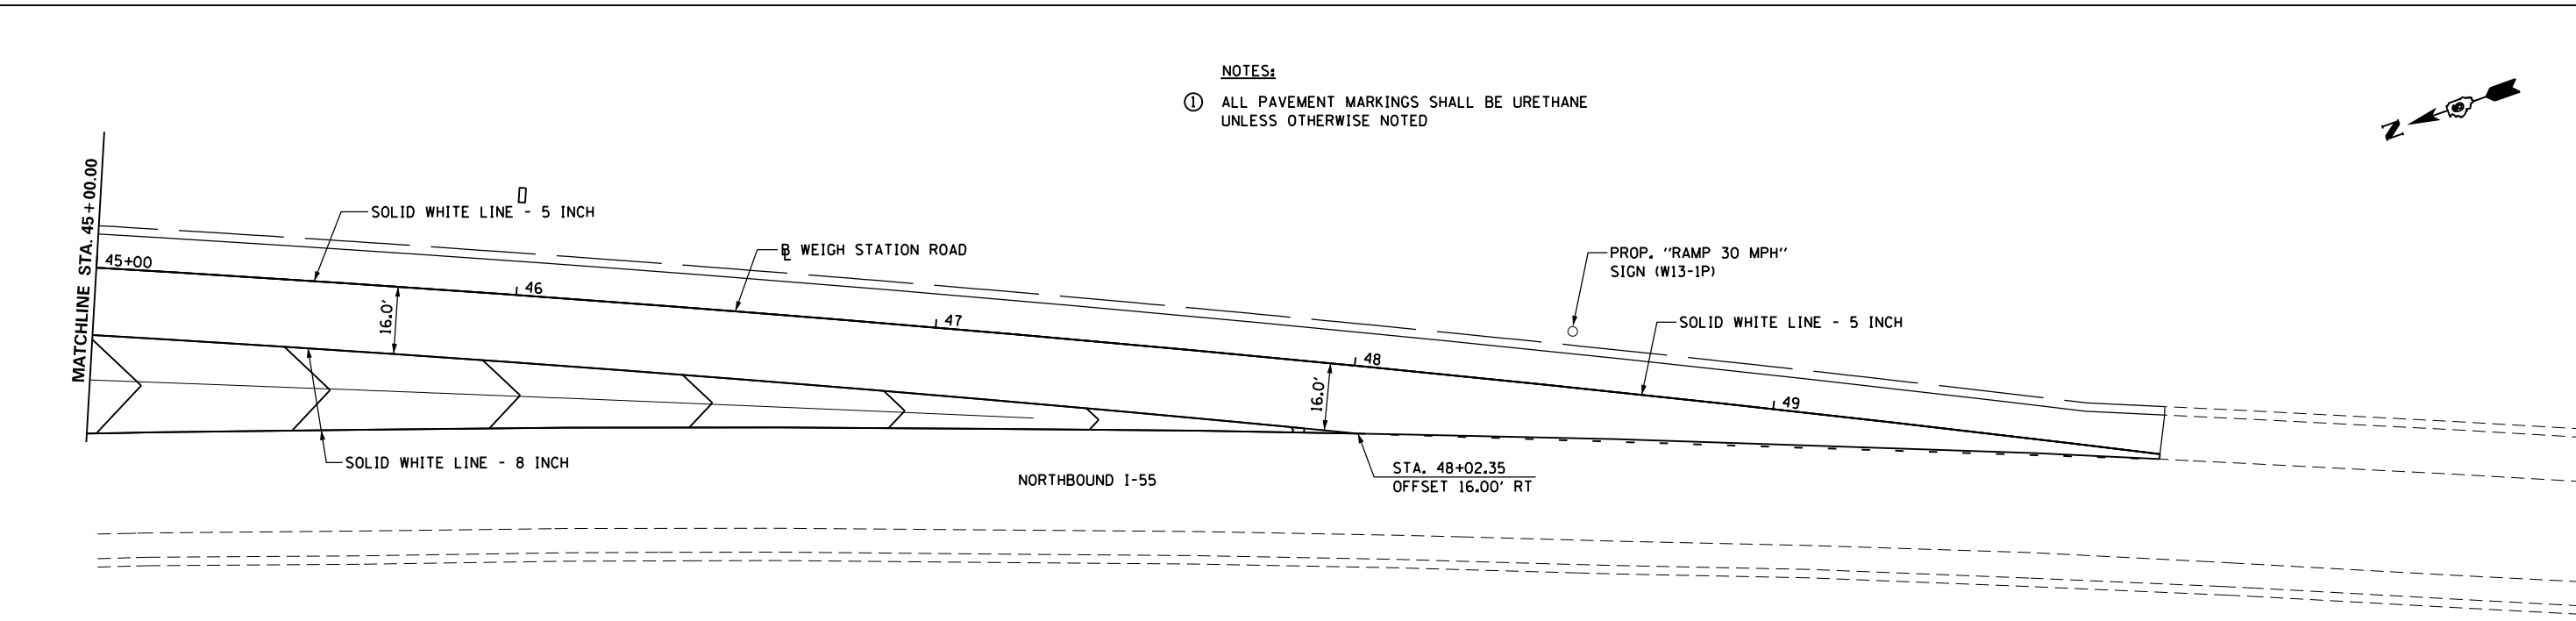 NOTES:
① ALL PAVEMENT MARKINGS SHALL BE URETHANE
UNLESS OTHERWISE NOTED
N
MATCHLINE STA. 45+00.00
SOLID WHITE LINE - 5 INCH
℄ WEIGH STATION ROAD
PROP. "RAMP 30 MPH"
SIGN (W13-1P)
45+00
46
47
48
49
16.0'
16.0'
SOLID WHITE LINE - 5 INCH
SOLID WHITE LINE - 8 INCH
NORTHBOUND I-55
STA. 48+02.35
OFFSET 16.00' RT